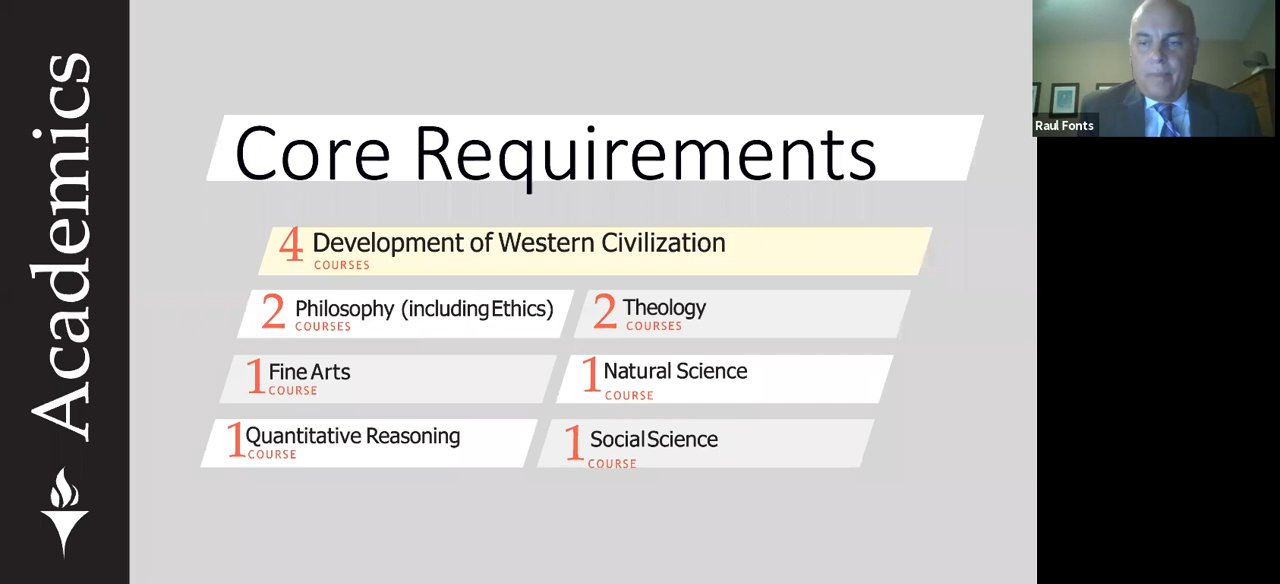 Academics
Core Requirements
4 Development of Western Civilization
COURSES
2 Philosophy (including Ethics)
COURSES
2 Theology
COURSES
1 Fine Arts
COURSE
1 Natural Science
COURSE
1 Quantitative Reasoning
COURSE
1 Social Science
COURSE
Raul Fonts